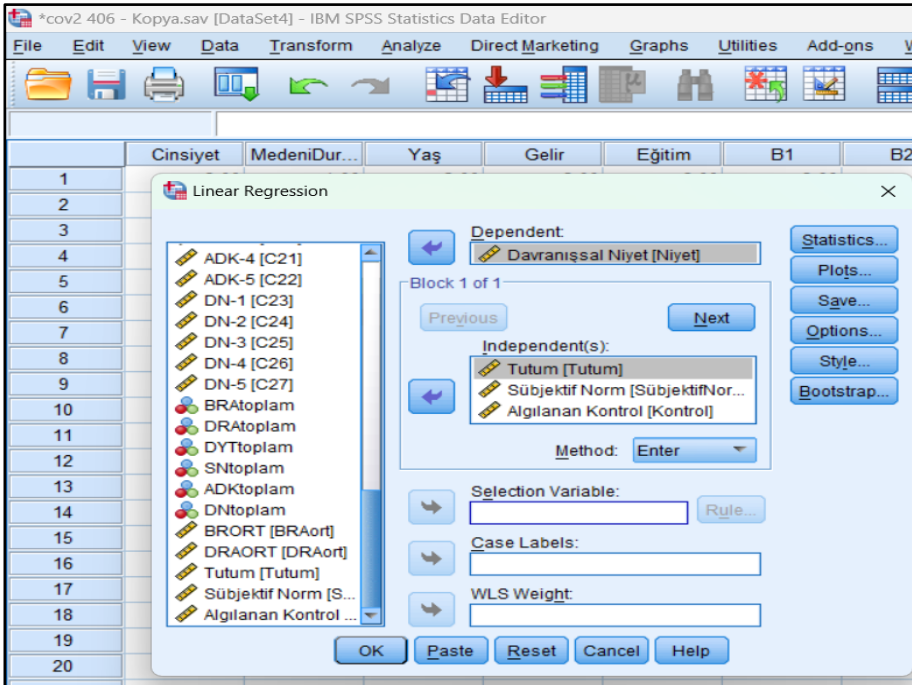 *cov2 406 - Kopya.sav [DataSet4] - IBM SPSS Statistics Data Editor
File Edit View Data Transform Analyze Direct Marketing Graphs Utilities Add-ons W
Cinsiyet MedeniDur... Yaş Gelir Eğitim B1 B2
1
2
3
4
5
6
7
8
9
10
11
12
13
14
15
16
17
18
19
20
Linear Regression
ADK-4 [C21]
ADK-5 [C22]
DN-1 [C23]
DN-2 [C24]
DN-3 [C25]
DN-4 [C26]
DN-5 [C27]
BRAtoplam
DRAtoplam
DYTtoplam
SNtoplam
ADKtoplam
DNtoplam
BRORT [BRAort]
DRAORT [DRAort]
Tutum [Tutum]
Sübjektif Norm [S...
Algılanan Kontrol ...
Dependent:
Davranışsal Niyet [Niyet]
Block 1 of 1
Previous Next
Independent(s):
Tutum [Tutum]
Sübjektif Norm [SübjektifNor...
Algılanan Kontrol [Kontrol]
Method: Enter
Selection Variable:
Rule...
Case Labels:
WLS Weight:
Statistics...
Plots...
Save...
Options...
Style...
Bootstrap...
OK Paste Reset Cancel Help